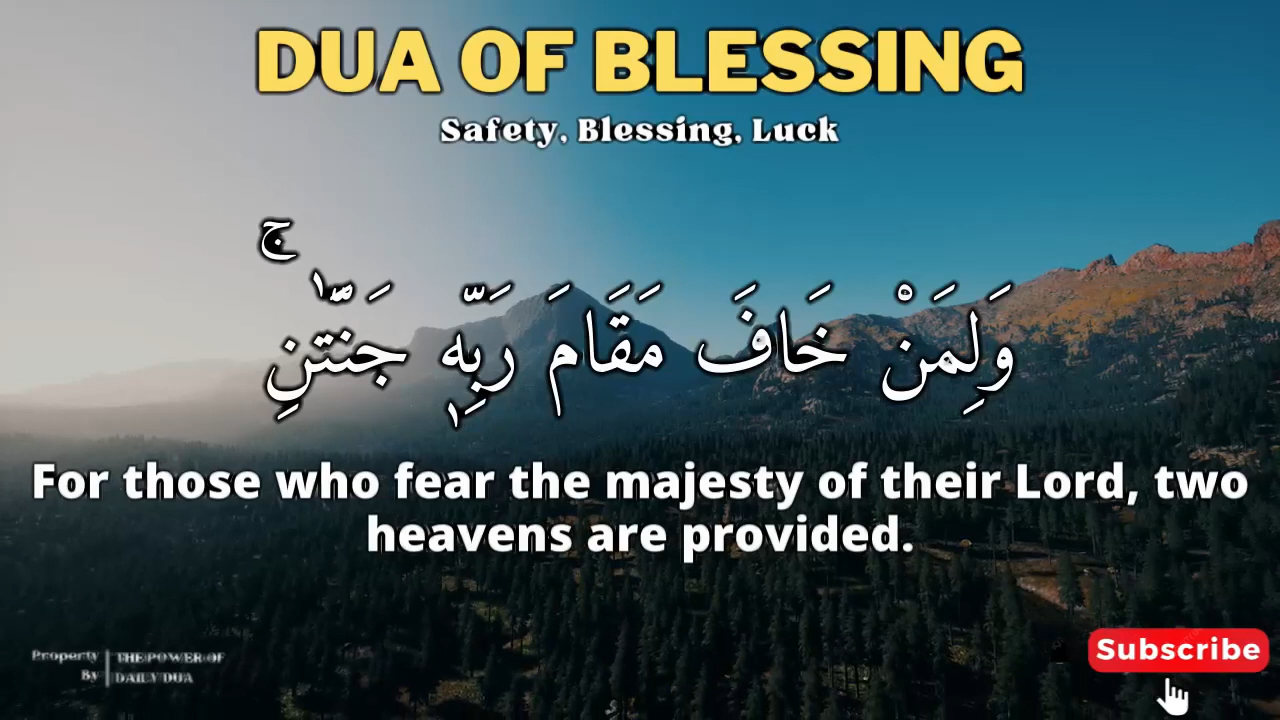 DUA OF BLESSING
Safety, Blessing, Luck
وَلِمَنْ خَافَ مَقَامَ رَبِّهٖ جَنَّتٰنِۚ
For those who fear the majesty of their Lord, two
heavens are provided.
Property By
THE POWER OF
DAILY DUA
Subscribe